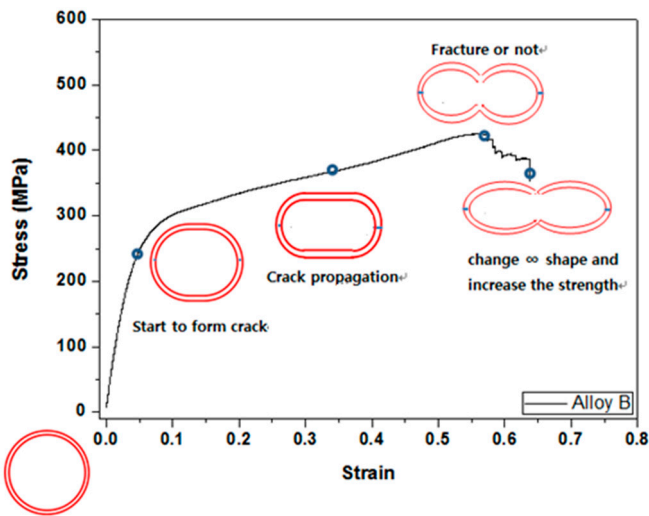 600
500
400
300
200
100
0
Stress (MPa)
Fracture or not↵
change ∞ shape and
increase the strength↵
Crack propagation↵
Start to form crack
Alloy B
0.0 0.1 0.2 0.3 0.4 0.5 0.6 0.7 0.8
Strain